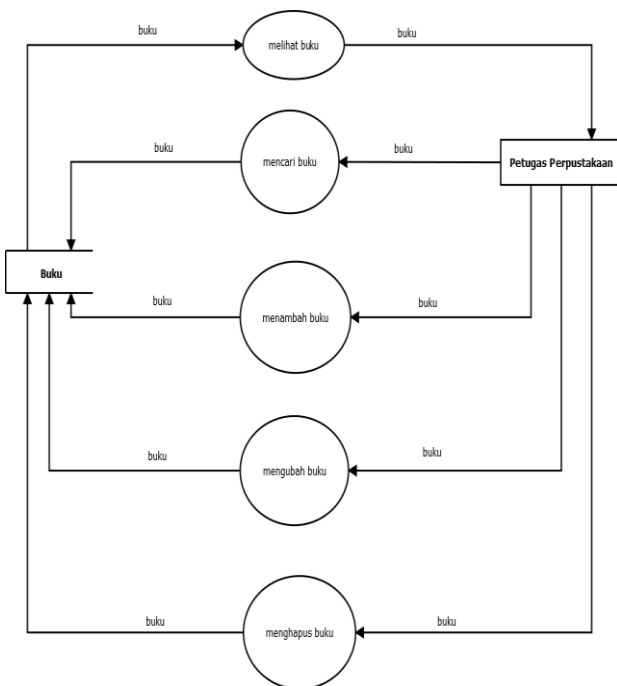 buku
buku
melihat buku
buku
buku
mencari buku
Petugas Perpustakaan
Buku
buku
buku
menambah buku
buku
buku
mengubah buku
buku
buku
menghapus buku